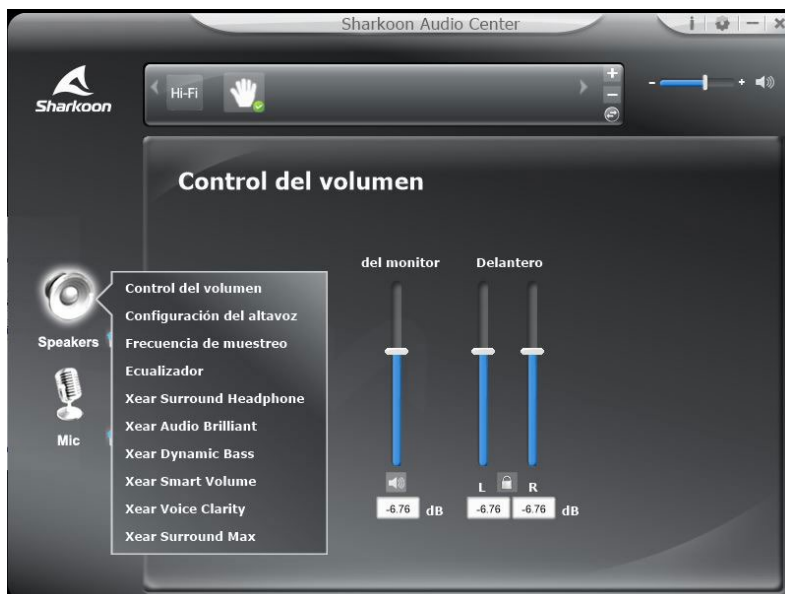 Sharkoon Audio Center
Sharkoon
Hi-Fi
Control del volumen
del monitor
Delantero
Speakers
Mic
Control del volumen
Configuración del altavoz
Frecuencia de muestreo
Ecualizador
Xear Surround Headphone
Xear Audio Brilliant
Xear Dynamic Bass
Xear Smart Volume
Xear Voice Clarity
Xear Surround Max
L R
-6.76 dB
-6.76 -6.76 dB